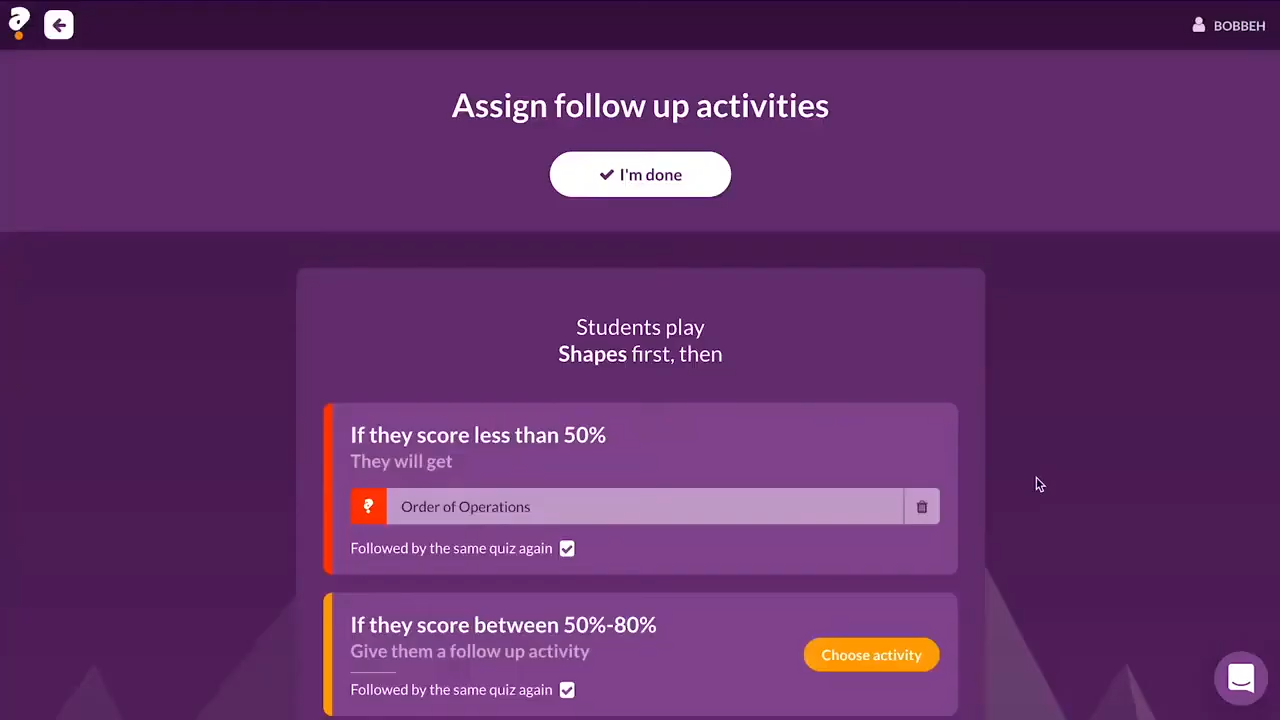 BOBBEH
Assign follow up activities
I'm done
Students play
Shapes first, then
If they score less than 50%
They will get
Order of Operations
Followed by the same quiz again
If they score between 50%-80%
Give them a follow up activity
Choose activity
Followed by the same quiz again